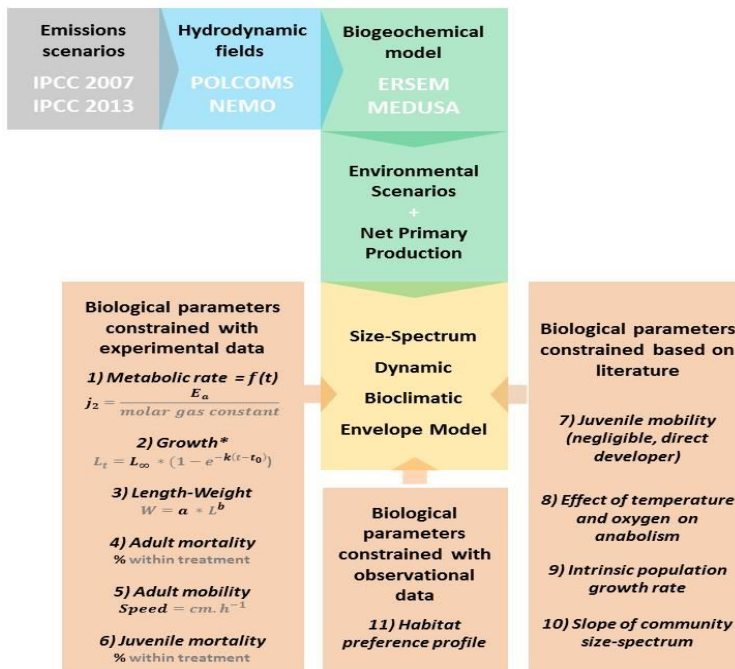 Emissions
scenarios
IPCC 2007
IPCC 2013
Hydrodynamic
fields
POLCOMS
NEMO
Biogeochemical
model
ERSEM
MEDUSA
Environmental
Scenarios
+
Net Primary
Production
Biological parameters
constrained with
experimental data
1) Metabolic rate = f(t)
j₂ = Eₐ / molar gas constant
2) Growth*
Lₜ = L∞ * (1 − e^−k(t−t₀))
3) Length-Weight
W = a * L^b
4) Adult mortality
% within treatment
5) Adult mobility
Speed = cm.h⁻¹
6) Juvenile mortality
% within treatment
Size-Spectrum
Dynamic
Bioclimatic
Envelope Model
Biological
parameters
constrained with
observational
data
11) Habitat
preference profile
Biological parameters
constrained based on
literature
7) Juvenile mobility
(negligible, direct
developer)
8) Effect of temperature
and oxygen on
anabolism
9) Intrinsic population
growth rate
10) Slope of community
size-spectrum